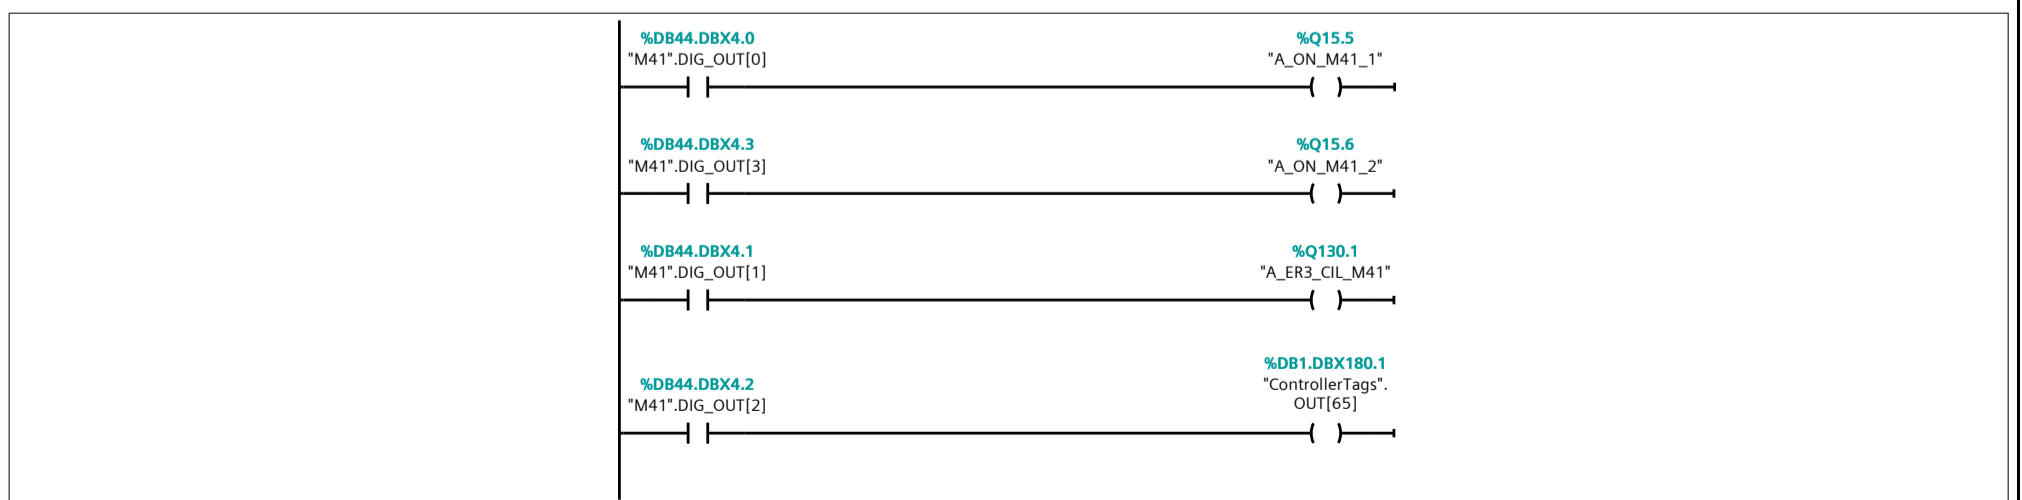 %DB44.DBX4.0
"M41".DIG_OUT[0]
%Q15.5
"A_ON_M41_1"
%DB44.DBX4.3
"M41".DIG_OUT[3]
%Q15.6
"A_ON_M41_2"
%DB44.DBX4.1
"M41".DIG_OUT[1]
%Q130.1
"A_ER3_CIL_M41"
%DB44.DBX4.2
"M41".DIG_OUT[2]
%DB1.DBX180.1
"ControllerTags".
OUT[65]